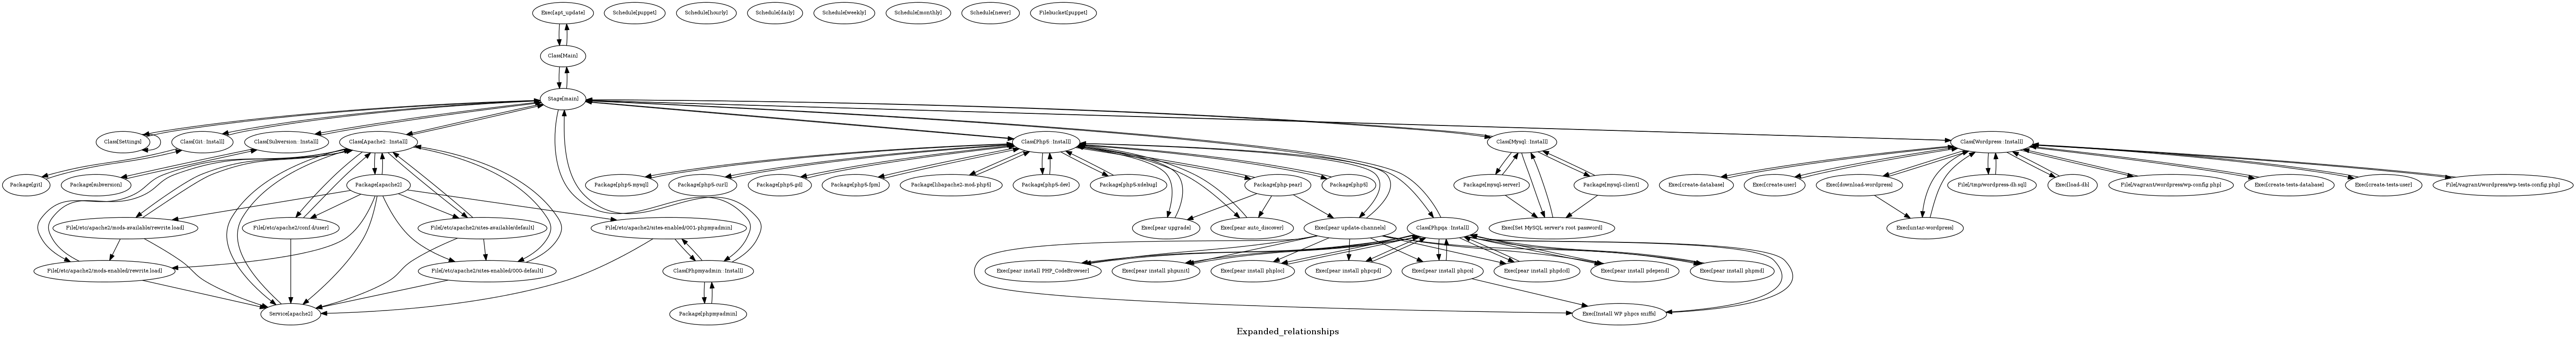 Exec[apt_update]
Schedule[puppet]
Schedule[hourly]
Schedule[daily]
Schedule[weekly]
Schedule[monthly]
Schedule[never]
Filebucket[puppet]
Class[Main]
Stage[main]
Class[Settings]
Class[Git::Install]
Class[Subversion::Install]
Class[Apache2::Install]
Class[Php5::Install]
Class[Mysql::Install]
Class[Wordpress::Install]
Package[git]
Package[subversion]
Package[apache2]
Package[php5-mysql]
Package[php5-curl]
Package[php5-gd]
Package[php5-fpm]
Package[libapache2-mod-php5]
Package[php5-dev]
Package[php5-xdebug]
Package[php-pear]
Package[php5]
Package[mysql-server]
Package[mysql-client]
Exec[create-database]
Exec[create-user]
Exec[download-wordpress]
File[/tmp/wordpress-db.sql]
Exec[load-db]
File[/vagrant/wordpress/wp-config.php]
Exec[create-tests-database]
Exec[create-tests-user]
File[/vagrant/wordpress/wp-tests-config.php]
File[/etc/apache2/mods-available/rewrite.load]
File[/etc/apache2/conf.d/user]
File[/etc/apache2/sites-available/default]
File[/etc/apache2/sites-enabled/001-phpmyadmin]
Exec[pear upgrade]
Exec[pear auto_discover]
Exec[pear update-channels]
Class[Phpqa::Install]
Exec[Set MySQL server's root password]
Exec[untar-wordpress]
File[/etc/apache2/mods-enabled/rewrite.load]
File[/etc/apache2/sites-enabled/000-default]
Class[Phpmyadmin::Install]
Exec[pear install PHP_CodeBrowser]
Exec[pear install phpunit]
Exec[pear install phploc]
Exec[pear install phpcpd]
Exec[pear install phpcs]
Exec[pear install phpdcd]
Exec[pear install pdepend]
Exec[pear install phpmd]
Service[apache2]
Package[phpmyadmin]
Exec[Install WP phpcs sniffs]
Expanded_relationships